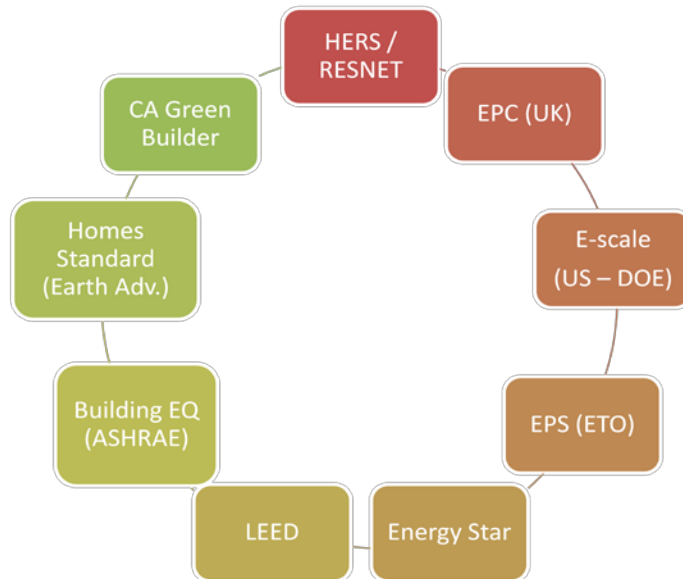 HERS /
RESNET
EPC (UK)
E-scale
(US – DOE)
EPS (ETO)
Energy Star
LEED
Building EQ
(ASHRAE)
Homes
Standard
(Earth Adv.)
CA Green
Builder